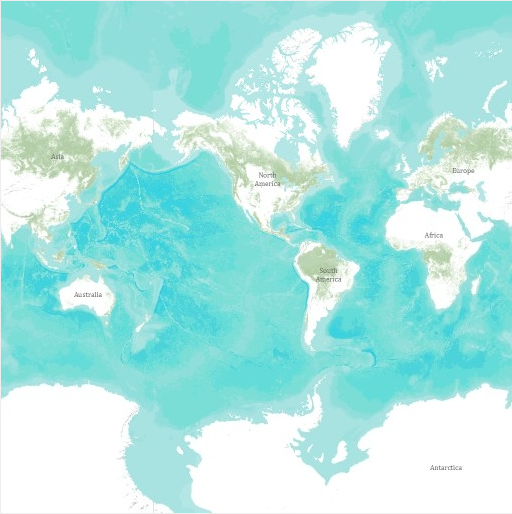 Asia
North
America
Europe
Africa
South
America
Australia
Antarctica